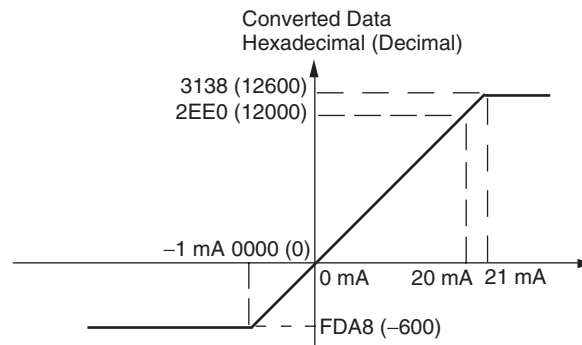 Converted Data
Hexadecimal (Decimal)
3138 (12600)
2EE0 (12000)
−1 mA 0000 (0)
0 mA
20 mA
21 mA
FDA8 (−600)